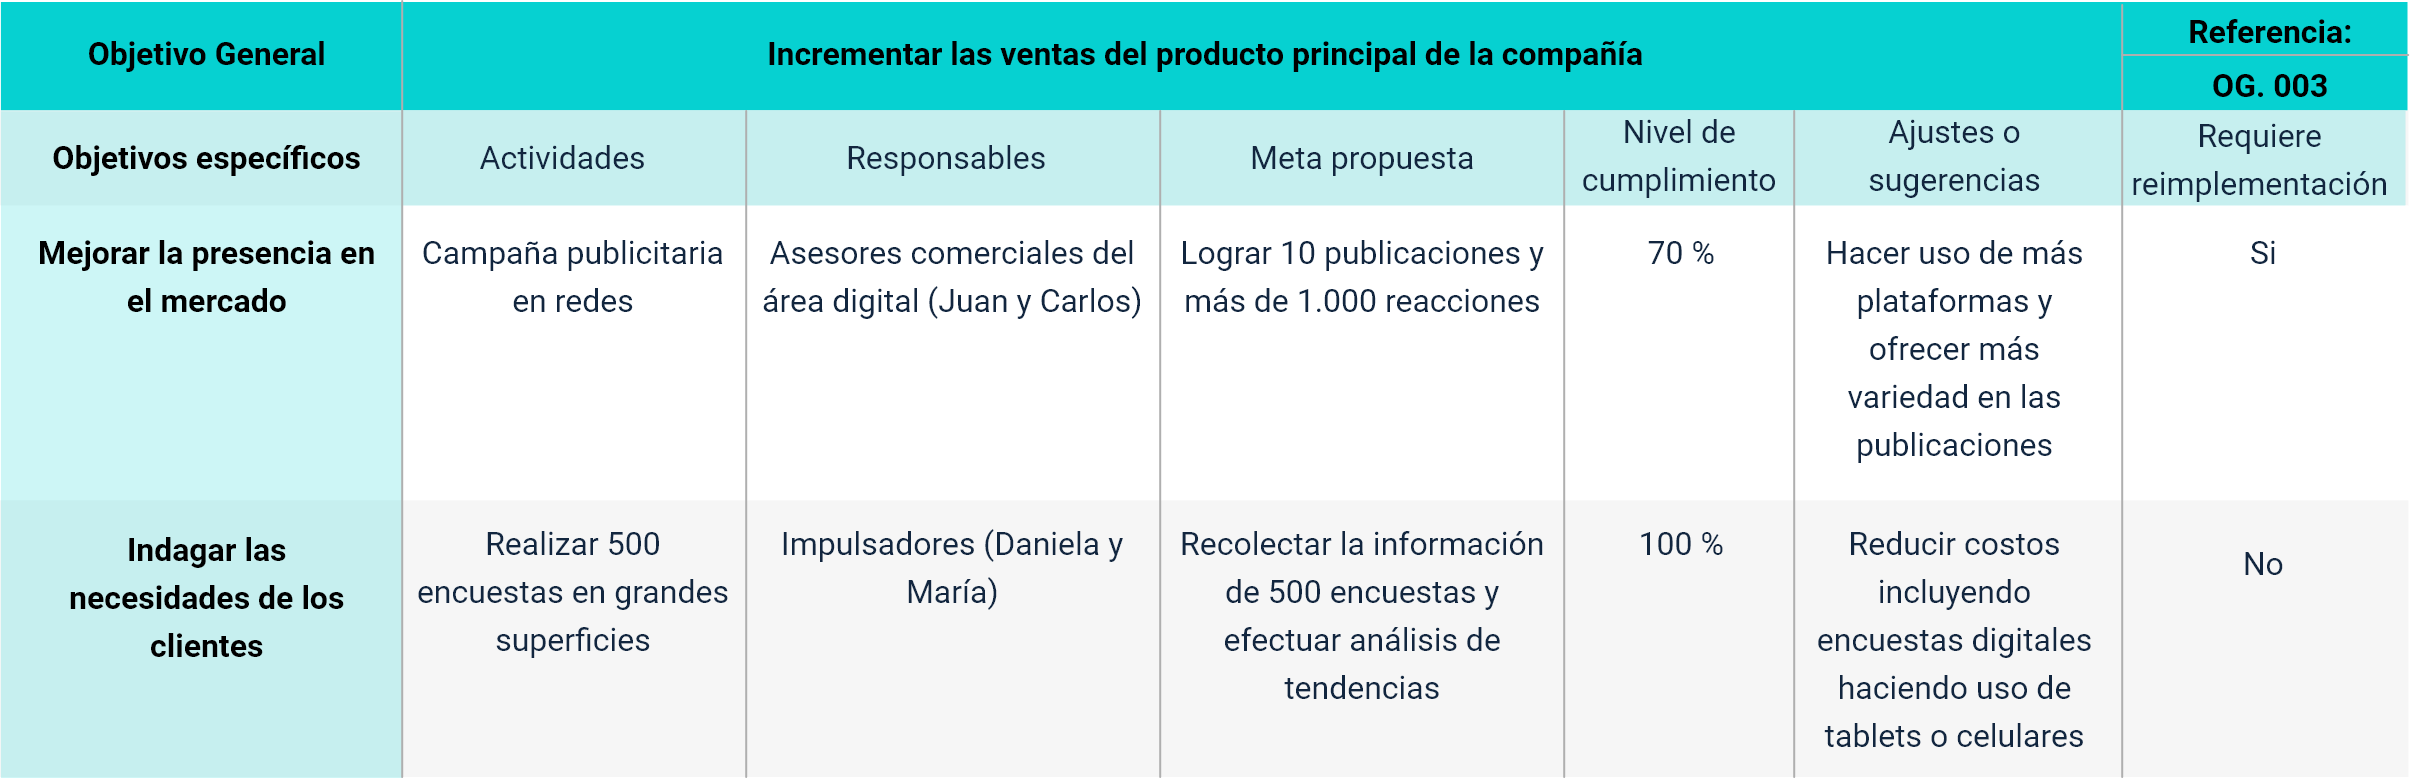 Objetivo General
Incrementar las ventas del producto principal de la compañía
Referencia:
OG. 003
Objetivos específicos
Actividades
Responsables
Meta propuesta
Nivel de
cumplimiento
Ajustes o
sugerencias
Requiere
reimplementación
Mejorar la presencia en
el mercado
Campaña publicitaria
en redes
Asesores comerciales del
área digital (Juan y Carlos)
Lograr 10 publicaciones y
más de 1.000 reacciones
70 %
Hacer uso de más
plataformas y
ofrecer más
variedad en las
publicaciones
Si
Indagar las
necesidades de los
clientes
Realizar 500
encuestas en grandes
superficies
Impulsadores (Daniela y
María)
Recolectar la información
de 500 encuestas y
efectuar análisis de
tendencias
100 %
Reducir costos
incluyendo
encuestas digitales
haciendo uso de
tablets o celulares
No